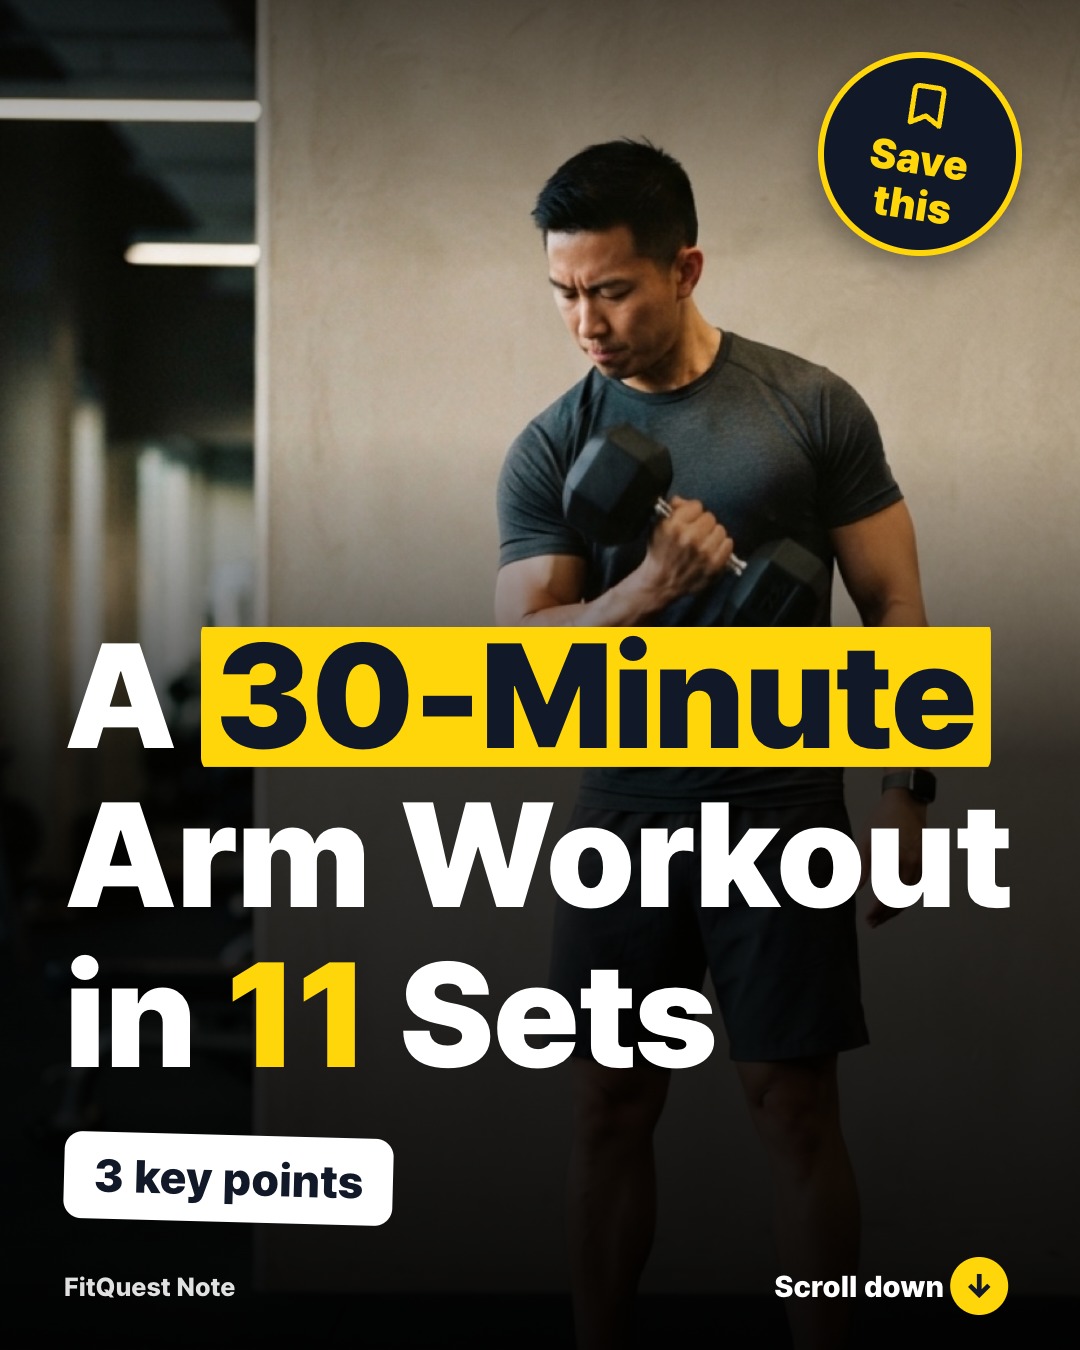 Save
this
A 30-Minute
Arm Workout
in 11 Sets
3 key points
FitQuest Note
Scroll down